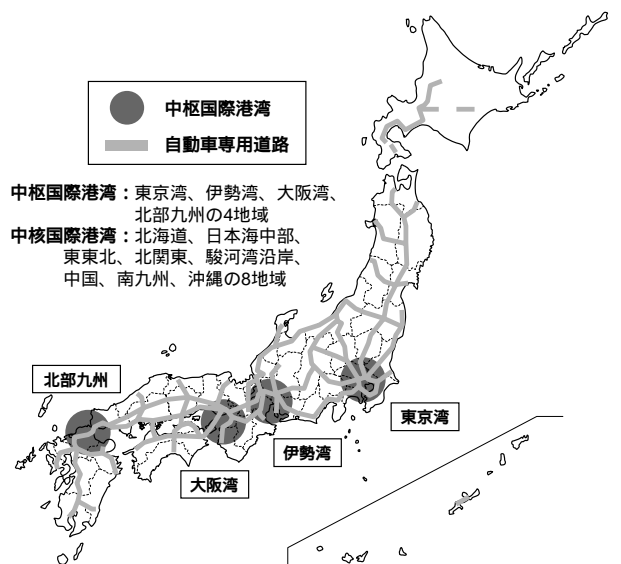 中枢国際港湾
自動車専用道路
中枢国際港湾：東京湾、伊勢湾、大阪湾、
北部九州の4地域
中核国際港湾：北海道、日本海中部、
東東北、北関東、駿河湾沿岸、
中国、南九州、沖縄の8地域
北部九州
東京湾
伊勢湾
大阪湾